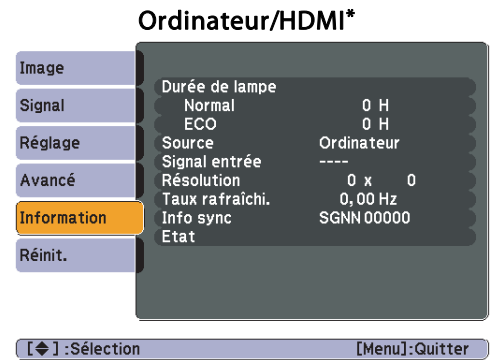 Ordinateur/HDMI*
Image
Signal
Réglage
Avancé
Information
Réinit.
Durée de lampe
Normal 0 H
ECO 0 H
Source Ordinateur
Signal entrée ----
Résolution 0 x 0
Taux rafraîchi. 0,00 Hz
Info sync SGNN 00000
Etat
[◆] :Sélection [Menu]:Quitter